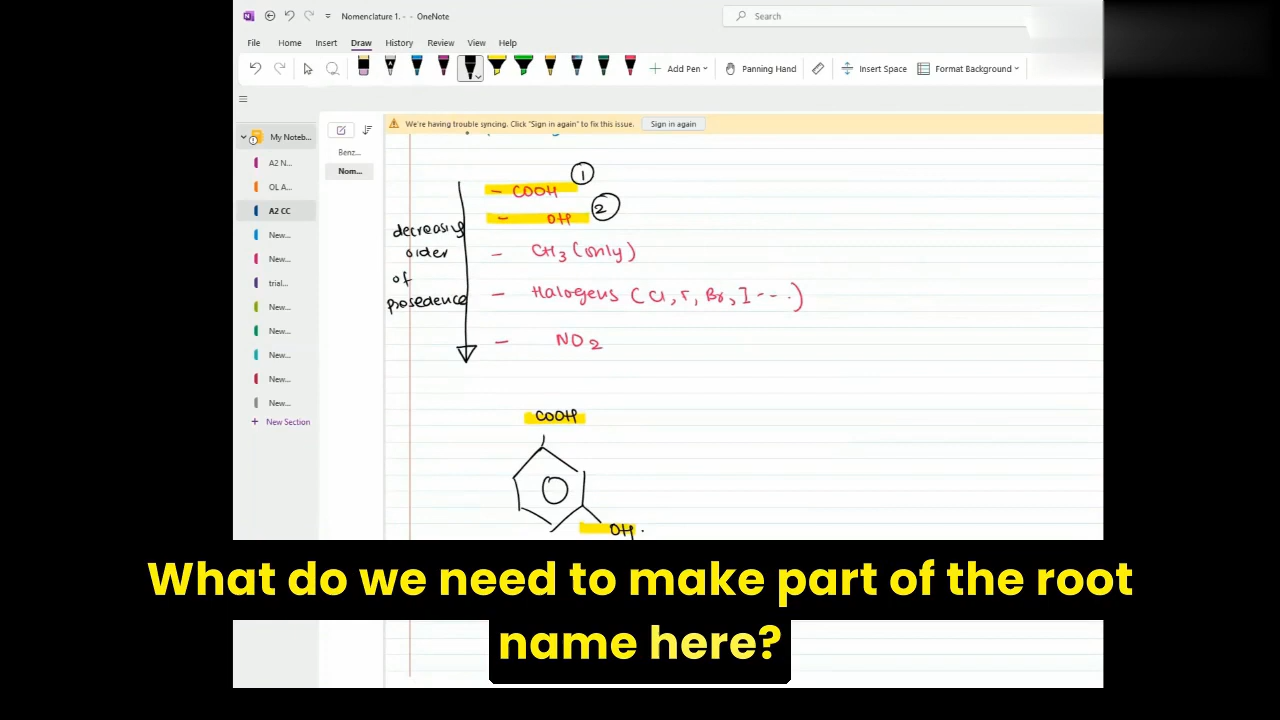 Nomenclature 1. - - OneNote
Search
File Home Insert Draw History Review View Help
Add Pen Panning Hand Insert Space Format Background
We're having trouble syncing. Click "Sign in again" to fix this issue. Sign in again
My Noteb...
A2 N...
OL A...
A2 CC
New...
New...
trial...
New...
New...
New...
New...
New...
New Section
Benz...
Nom...
decreasing
order
of
presedence
- COOH 1
- OH 2
- CH3 (only)
- Halogens (Cl, F, Br, I ---.)
- NO2
COOH
OH.
What do we need to make part of the root
name here?